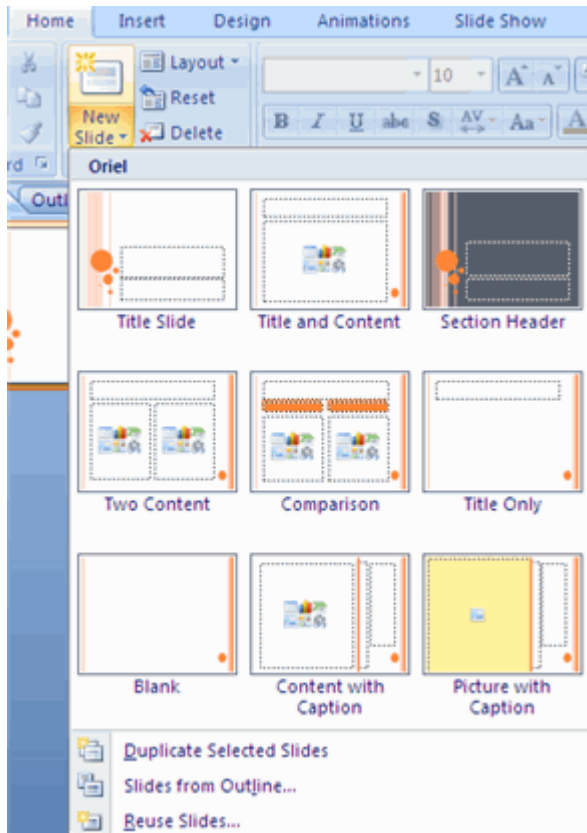 Home Insert Design Animations Slide Show
Layout
10 A A
Reset
New
Slide
Delete
B I U abc S AV Aa A
rd
Oriel
Outl
Title Slide Title and Content Section Header
Two Content Comparison Title Only
Blank Content with Caption Picture with Caption
Duplicate Selected Slides
Slides from Outline...
Reuse Slides...